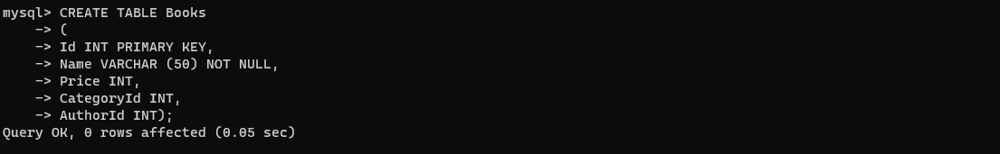 mysql> CREATE TABLE Books
    -> (
    -> Id INT PRIMARY KEY,
    -> Name VARCHAR (50) NOT NULL,
    -> Price INT,
    -> CategoryId INT,
    -> AuthorId INT);
Query OK, 0 rows affected (0.05 sec)